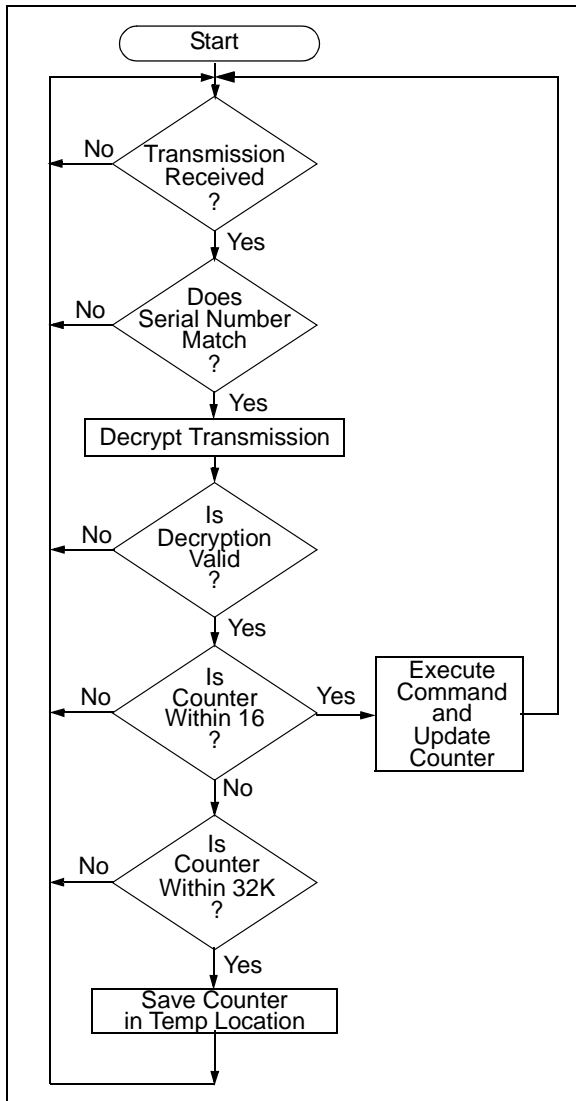 Start
No
Transmission
Received
?
Yes
No
Does
Serial Number
Match
?
Yes
Decrypt Transmission
No
Is
Decryption
Valid
?
Yes
No
Is
Counter
Within 16
?
Yes
Execute
Command
and
Update
Counter
No
No
Is
Counter
Within 32K
?
Yes
Save Counter
in Temp Location